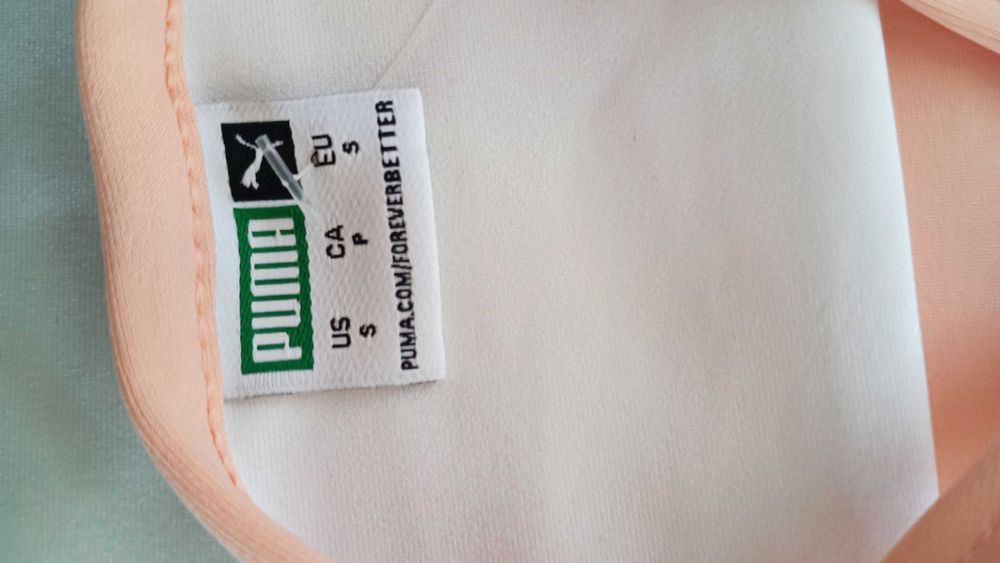 PUMA
US CA EU
S P S
PUMA.COM/FOREVERBETTER